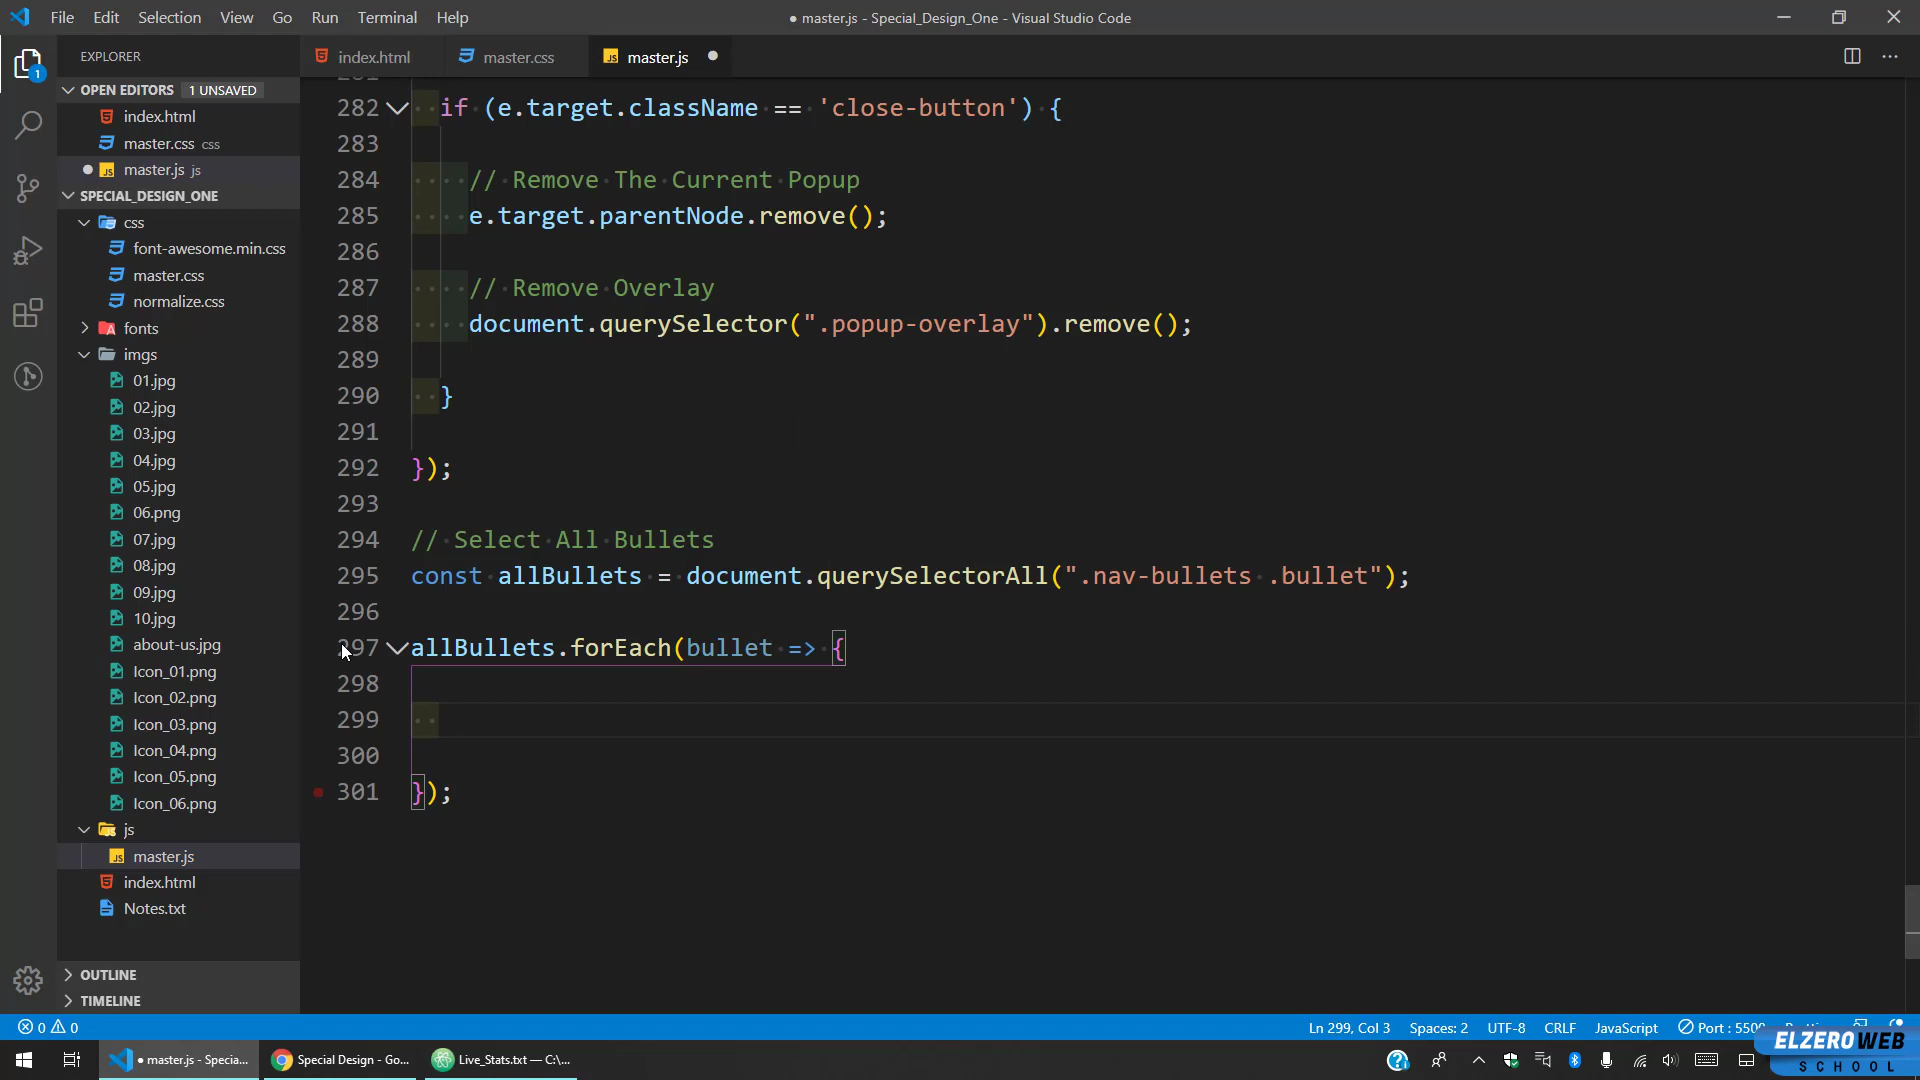 File Edit Selection View Go Run Terminal Help
● master.js - Special_Design_One - Visual Studio Code
EXPLORER
index.html
master.css
master.js
OPEN EDITORS 1 UNSAVED
index.html
master.css css
master.js js
SPECIAL_DESIGN_ONE
css
font-awesome.min.css
master.css
normalize.css
fonts
imgs
01.jpg
02.jpg
03.jpg
04.jpg
05.jpg
06.png
07.jpg
08.jpg
09.jpg
10.jpg
about-us.jpg
Icon_01.png
Icon_02.png
Icon_03.png
Icon_04.png
Icon_05.png
Icon_06.png
js
master.js
index.html
Notes.txt
OUTLINE
TIMELINE
282 if (e.target.className == 'close-button') {
283
284 // Remove The Current Popup
285 e.target.parentNode.remove();
286
287 // Remove Overlay
288 document.querySelector(".popup-overlay").remove();
289
290 }
291
292 });
293
294 // Select All Bullets
295 const allBullets = document.querySelectorAll(".nav-bullets .bullet");
296
297 allBullets.forEach(bullet => {
298
299
300
301 });
0 0
Ln 299, Col 3 Spaces: 2 UTF-8 CRLF JavaScript Port : 5500
● master.js - Specia...
Special Design - Go...
Live_Stats.txt — C:\...
ELZEROWEB
SCHOOL